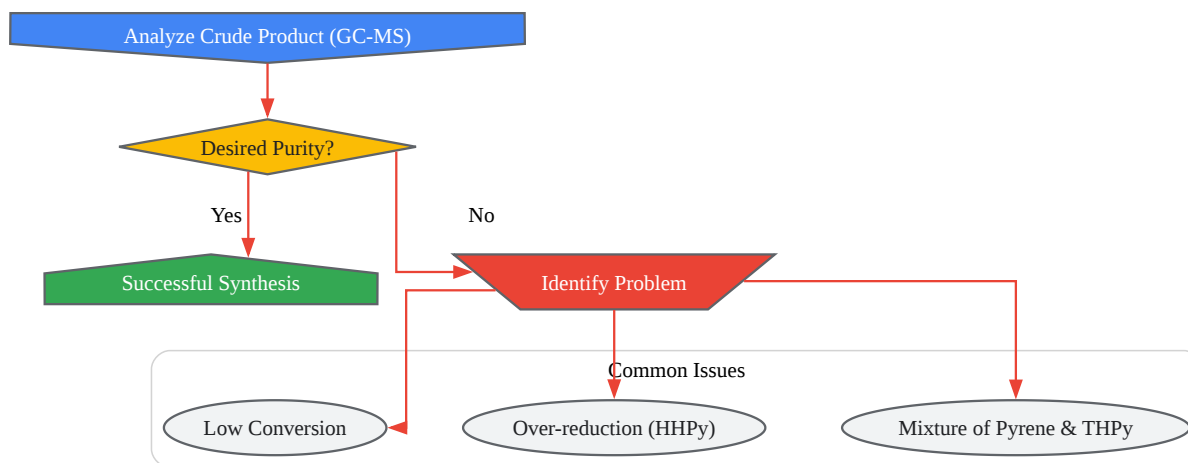 Analyze Crude Product (GC-MS)
Desired Purity?
Yes
No
Successful Synthesis
Identify Problem
Common Issues
Low Conversion
Over-reduction (HHPy)
Mixture of Pyrene & THPy